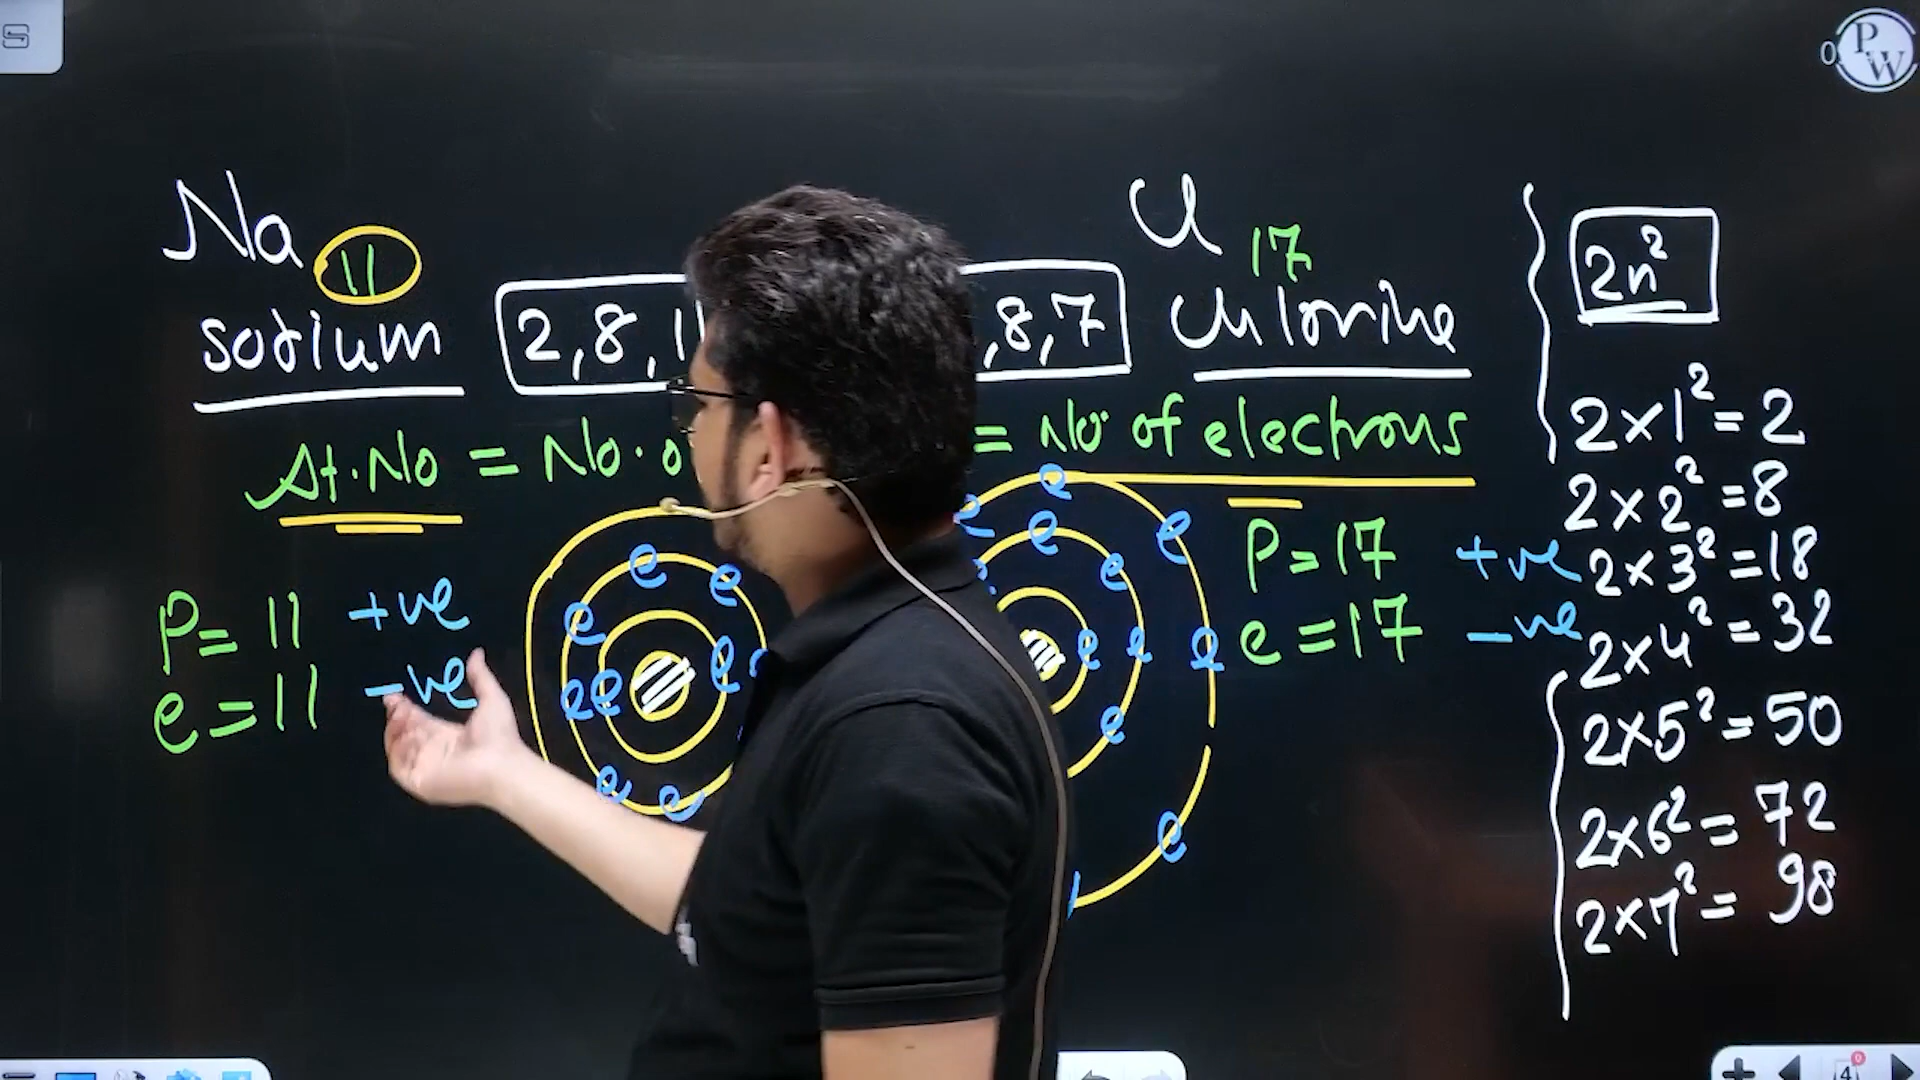 PW
Na 11
sodium
2,8,1
,8,7
Cl 17
Chlorine
2n²
At. No = No. o
= No of electrons
P = 11 +ve
e = 11 -ve
e e e e e e e e e
e e e e e e e e e
P = 17 +ve
e = 17 -ve
2×1² = 2
2×2² = 8
2×3² = 18
2×4² = 32
2×5² = 50
2×6² = 72
2×7² = 98
4